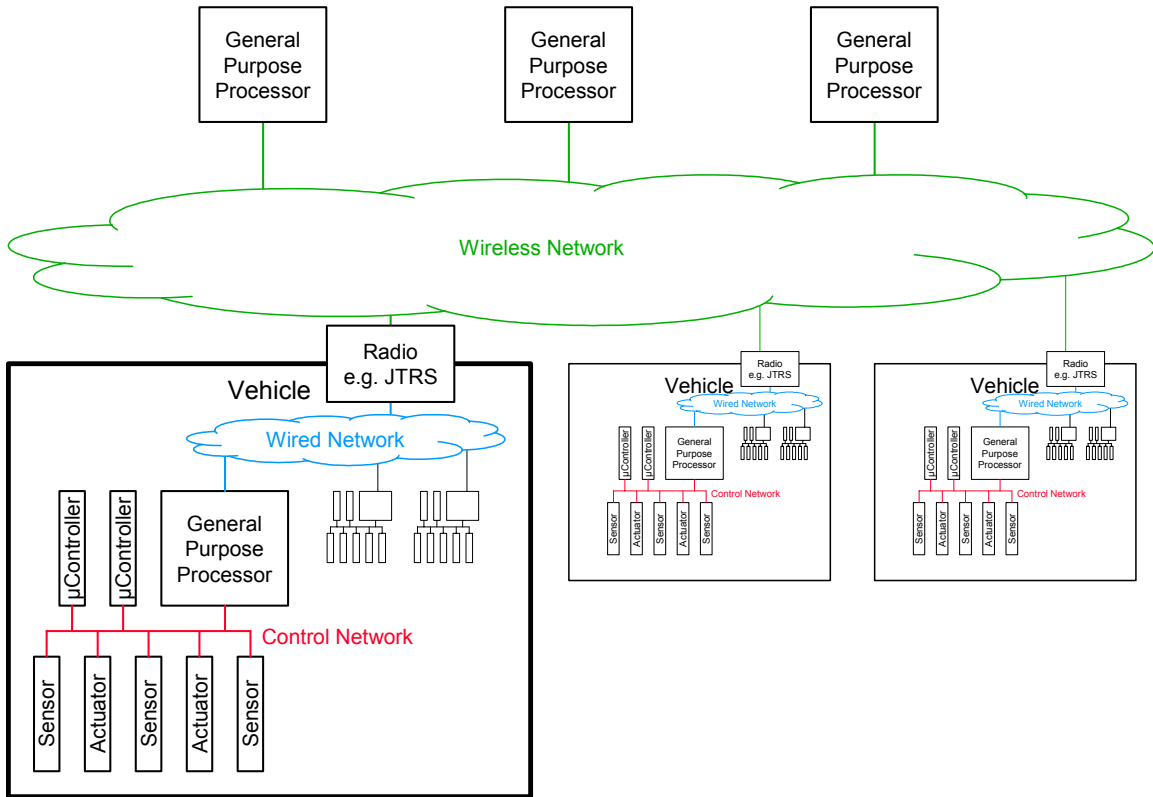 General
Purpose
Processor
General
Purpose
Processor
General
Purpose
Processor
Wireless Network
Radio
e.g. JTRS
Vehicle
Wired Network
µController
µController
General
Purpose
Processor
Control Network
Sensor
Actuator
Sensor
Actuator
Sensor
Radio
e.g. JTRS
Vehicle
Wired Network
µController
µController
General
Purpose
Processor
Control Network
Sensor
Actuator
Sensor
Actuator
Sensor
Radio
e.g. JTRS
Vehicle
Wired Network
µController
µController
General
Purpose
Processor
Control Network
Sensor
Actuator
Sensor
Actuator
Sensor